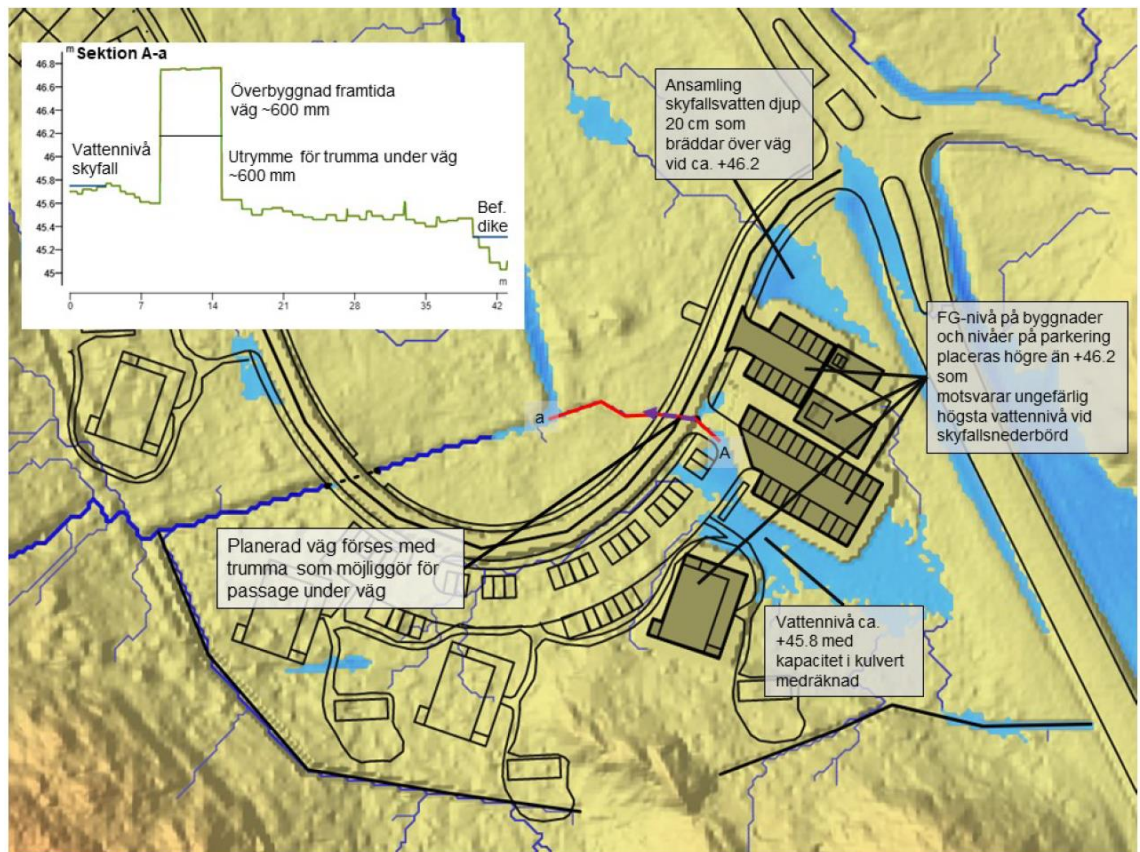 m Sektion A-a
46.8
46.6
46.4
46.2
46
45.8
45.6
45.4
45.2
45
0
7
14
21
28
35
42
m
Överbyggnad framtida
väg ~600 mm
Vattennivå
skyfall
Utrymme för trumma under väg
~600 mm
Bef.
dike
Ansamling
skyfallsvatten djup
20 cm som
bräddar över väg
vid ca. +46.2
FG-nivå på byggnader
och nivåer på parkering
placeras högre än +46.2
som
motsvarar ungefärlig
högsta vattennivå vid
skyfallsnederbörd
a
A
Planerad väg förses med
trumma som möjliggör för
passage under väg
Vattennivå ca.
+45.8 med
kapacitet i kulvert
medräknad